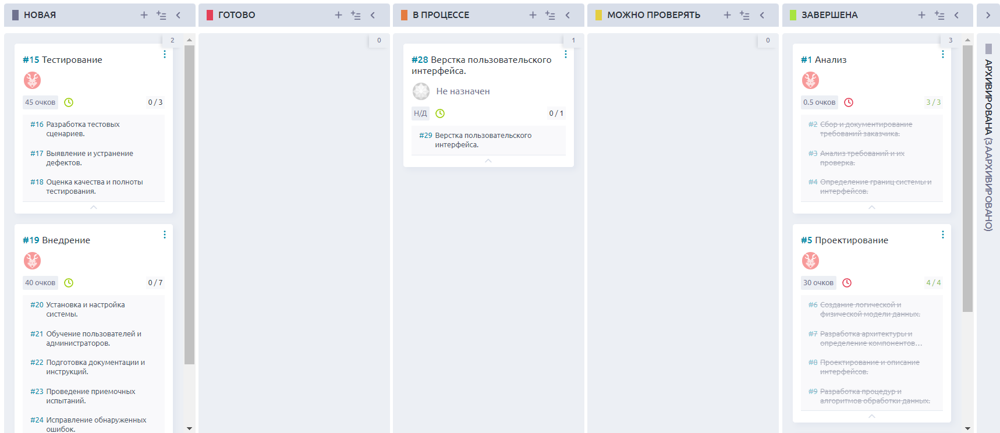 НОВАЯ
2
#15 Тестирование
45 очков
0 / 3
#16 Разработка тестовых
сценариев.
#17 Выявление и устранение
дефектов.
#18 Оценка качества и полноты
тестирования.
#19 Внедрение
40 очков
0 / 7
#20 Установка и настройка
системы.
#21 Обучение пользователей и
администраторов.
#22 Подготовка документации и
инструкций.
#23 Проведение приемочных
испытаний.
#24 Исправление обнаруженных
ошибок.
ГОТОВО
0
В ПРОЦЕССЕ
1
#28 Верстка пользовательского
интерфейса.
Не назначен
Н/Д
0 / 1
#29 Верстка пользовательского
интерфейса.
МОЖНО ПРОВЕРЯТЬ
0
ЗАВЕРШЕНА
3
#1 Анализ
0.5 очков
3 / 3
#2 Сбор и документирование
требований заказчика.
#3 Анализ требований и их
проверка.
#4 Определение границ системы и
интерфейсов.
#5 Проектирование
30 очков
4 / 4
#6 Создание логической и
физической модели данных.
#7 Разработка архитектуры и
определение компонентов…
#8 Проектирование и описание
интерфейсов.
#9 Разработка процедур и
алгоритмов обработки данных.
АРХИВИРОВАНА (3 ААРХИВИРОВАНО)